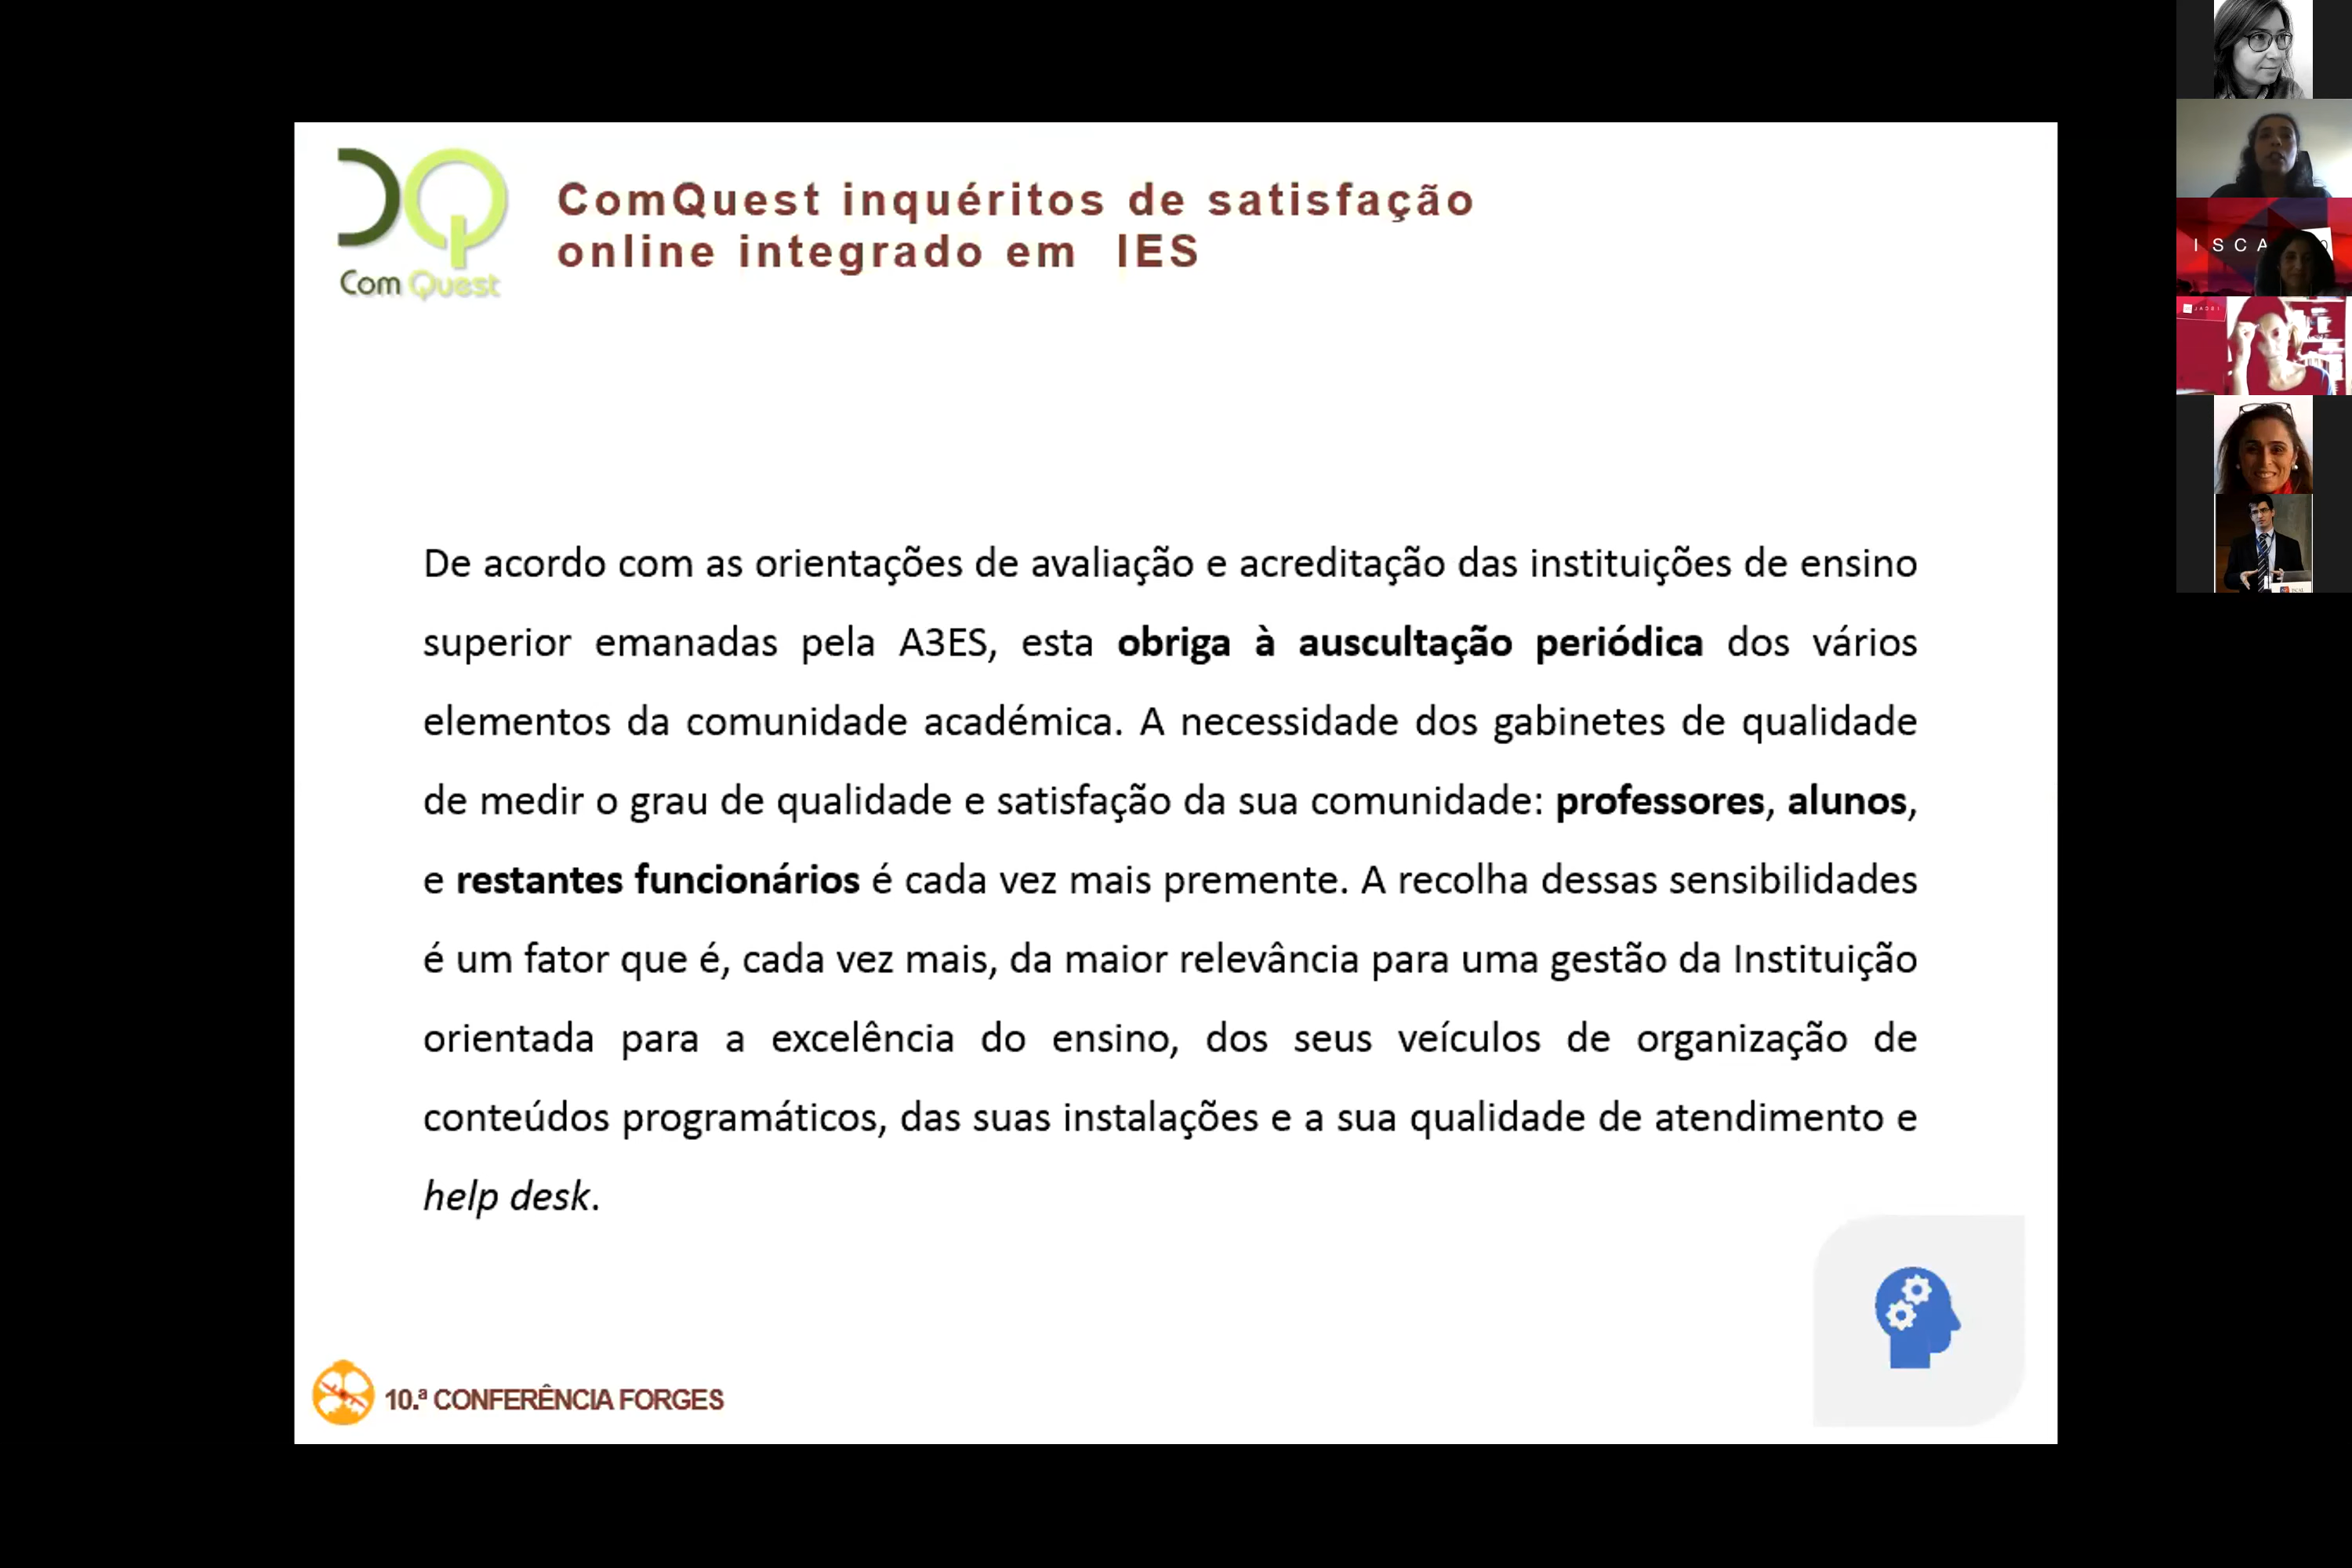 Com Quest
ComQuest inquéritos de satisfação
online integrado em IES
De acordo com as orientações de avaliação e acreditação das instituições de ensino
superior emanadas pela A3ES, esta obriga à auscultação periódica dos vários
elementos da comunidade académica. A necessidade dos gabinetes de qualidade
de medir o grau de qualidade e satisfação da sua comunidade: professores, alunos,
e restantes funcionários é cada vez mais premente. A recolha dessas sensibilidades
é um fator que é, cada vez mais, da maior relevância para uma gestão da Instituição
orientada para a excelência do ensino, dos seus veículos de organização de
conteúdos programáticos, das suas instalações e a sua qualidade de atendimento e
help desk.
10.ª CONFERÊNCIA FORGES
ISCA